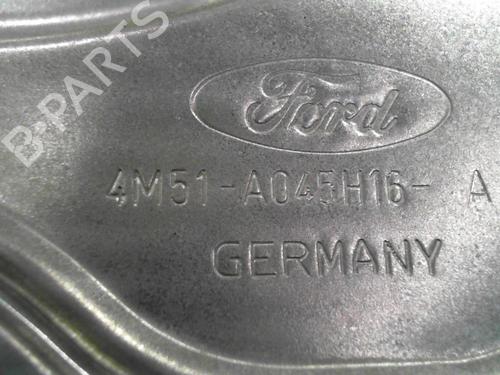 B-PARTS
Ford
4M51-A045H16- A
GERMANY